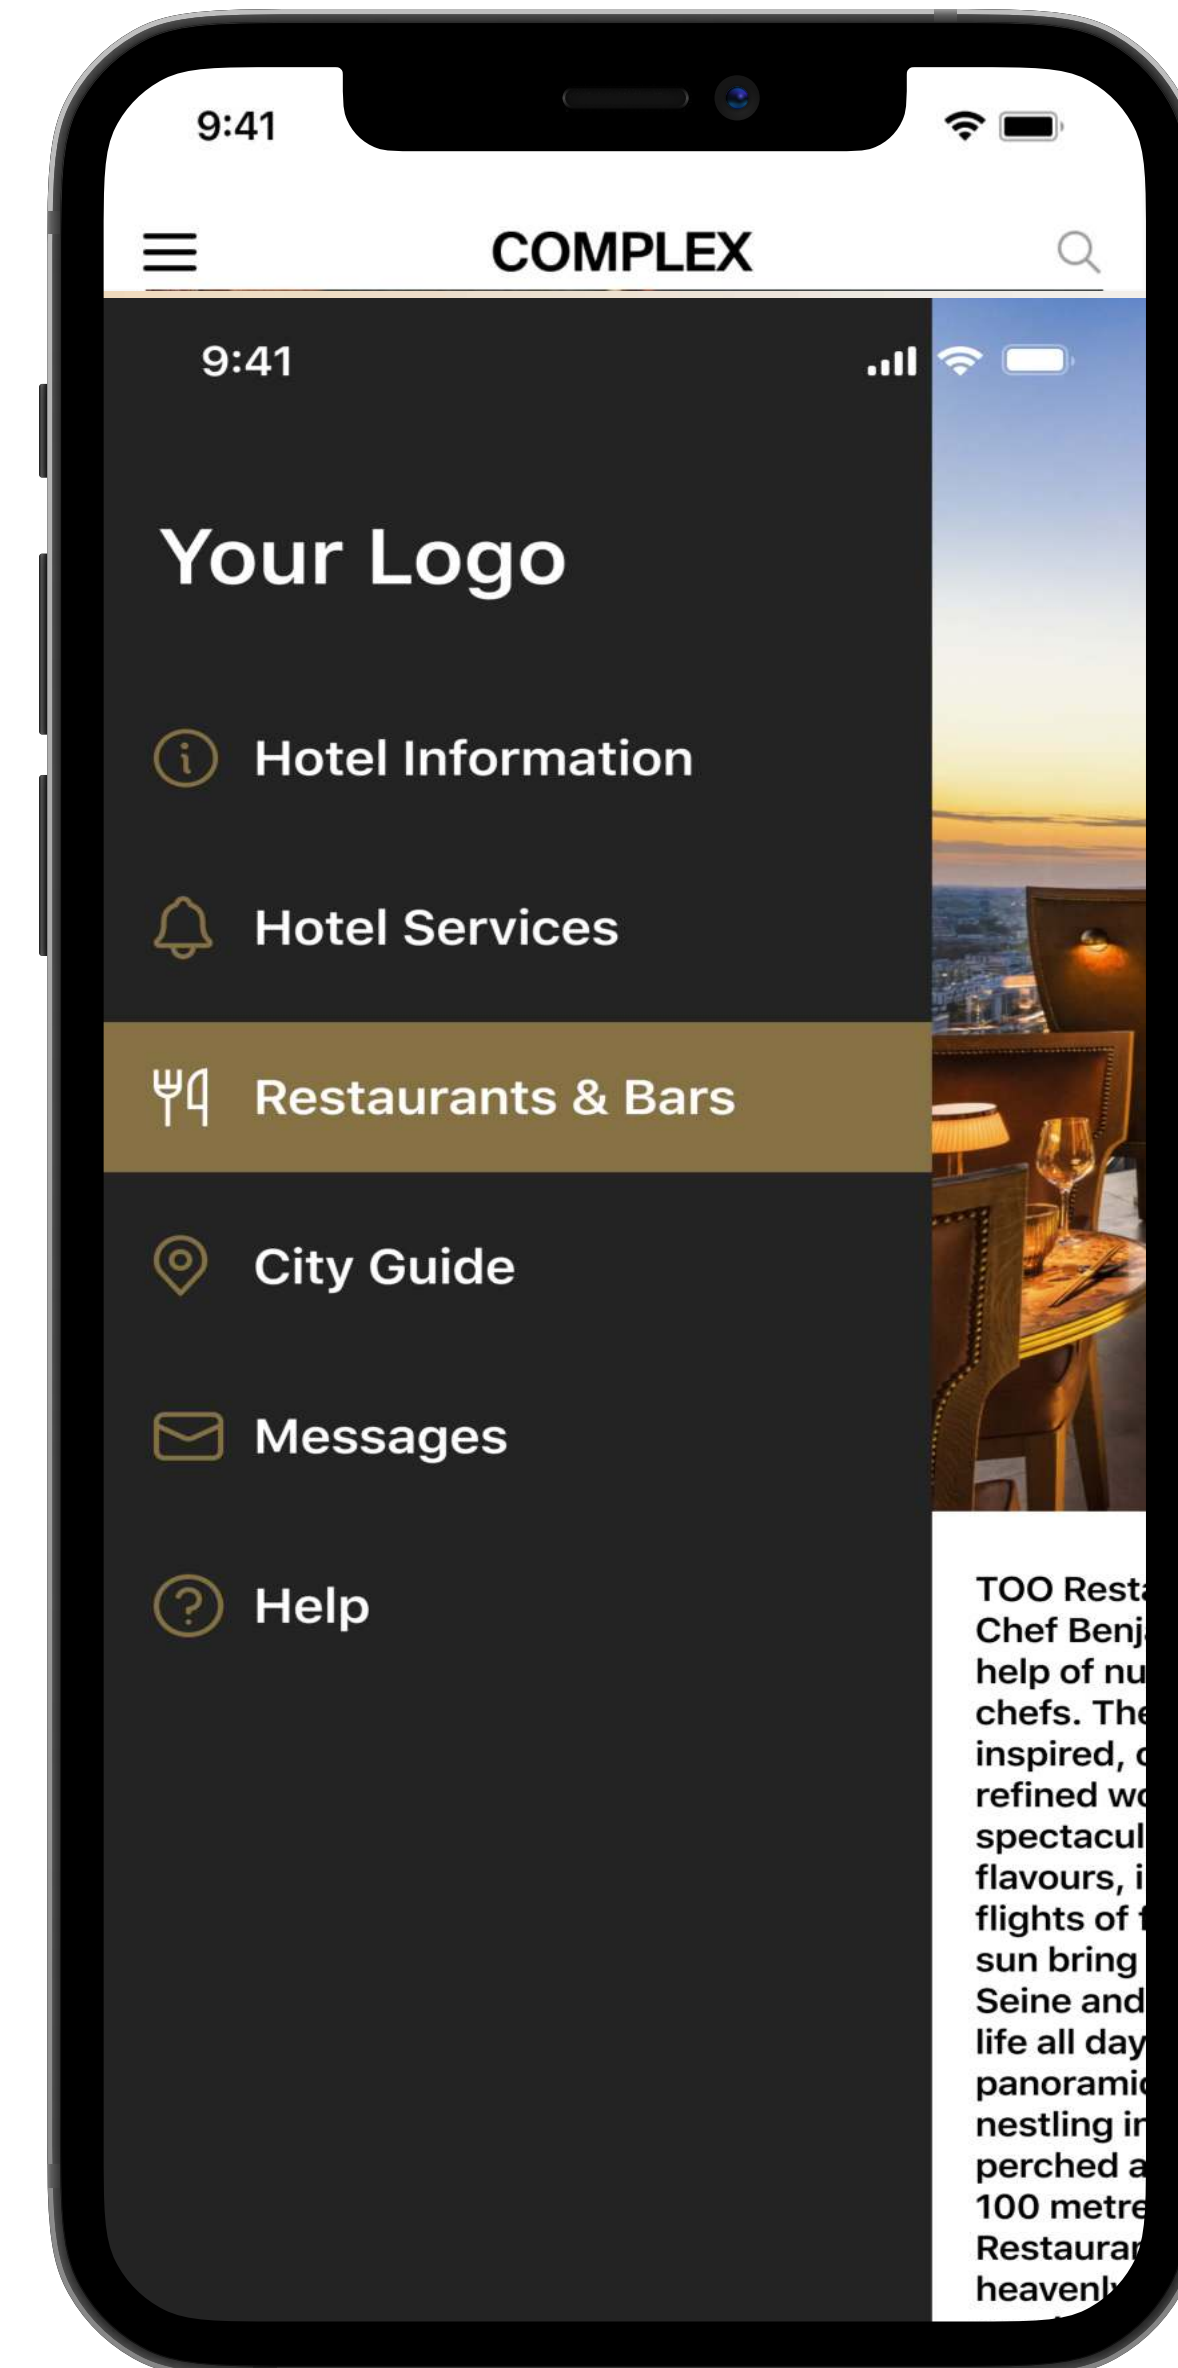 9:41
COMPLEX
9:41
Your Logo
Hotel Information
Hotel Services
Restaurants & Bars
City Guide
Messages
Help
TOO
Chef
help of
chefs.
inspired,
refined
flavours,
flights of
sun bring
Seine and
life all day
nestling
perched
100